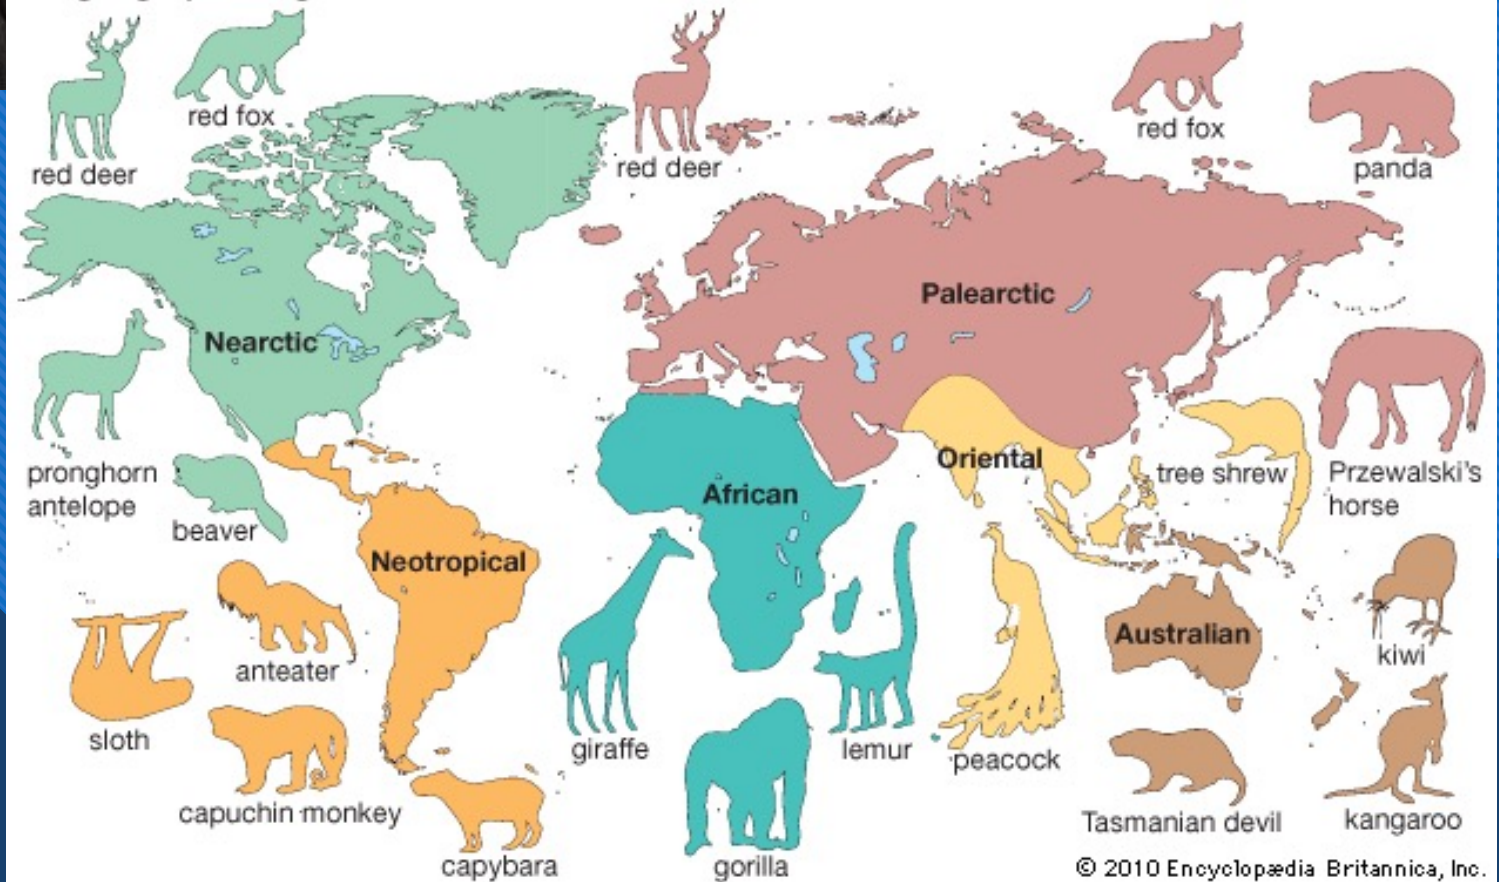 red fox
red deer
red deer
red fox
panda
Palearctic
Nearctic
Oriental
tree shrew
Przewalski's
horse
pronghorn
antelope
beaver
African
Neotropical
Australian
kiwi
anteater
sloth
giraffe
lemur
peacock
capuchin monkey
Tasmanian devil
kangaroo
capybara
gorilla
© 2010 Encyclopædia Britannica, Inc.